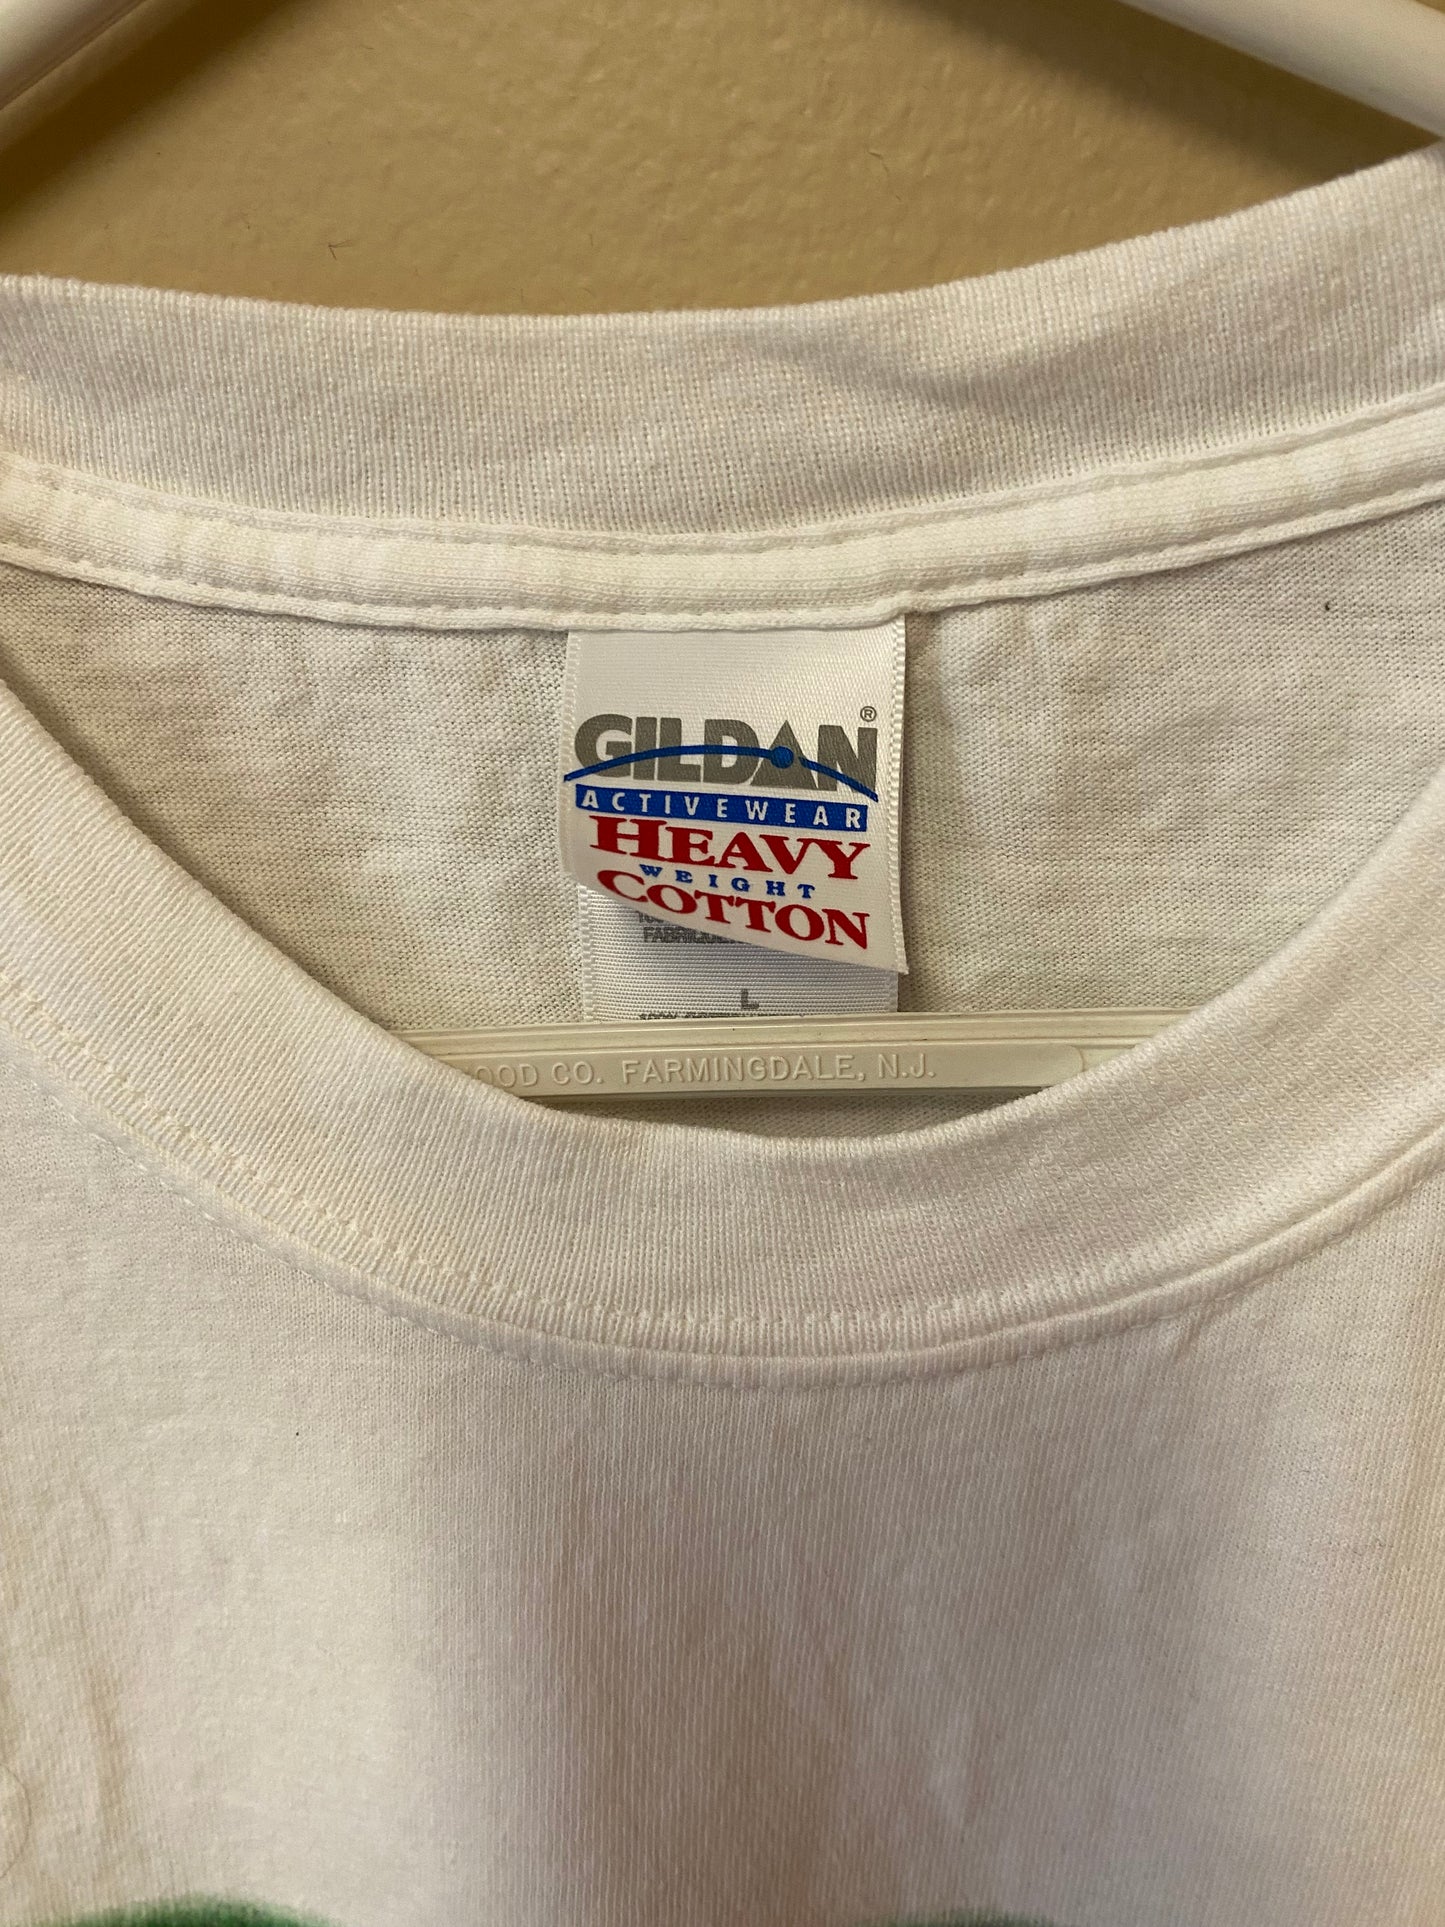 GILDAN®
ACTIVEWEAR
HEAVY
WEIGHT
COTTON
L
OOD CO. FARMINGDALE, N.J.